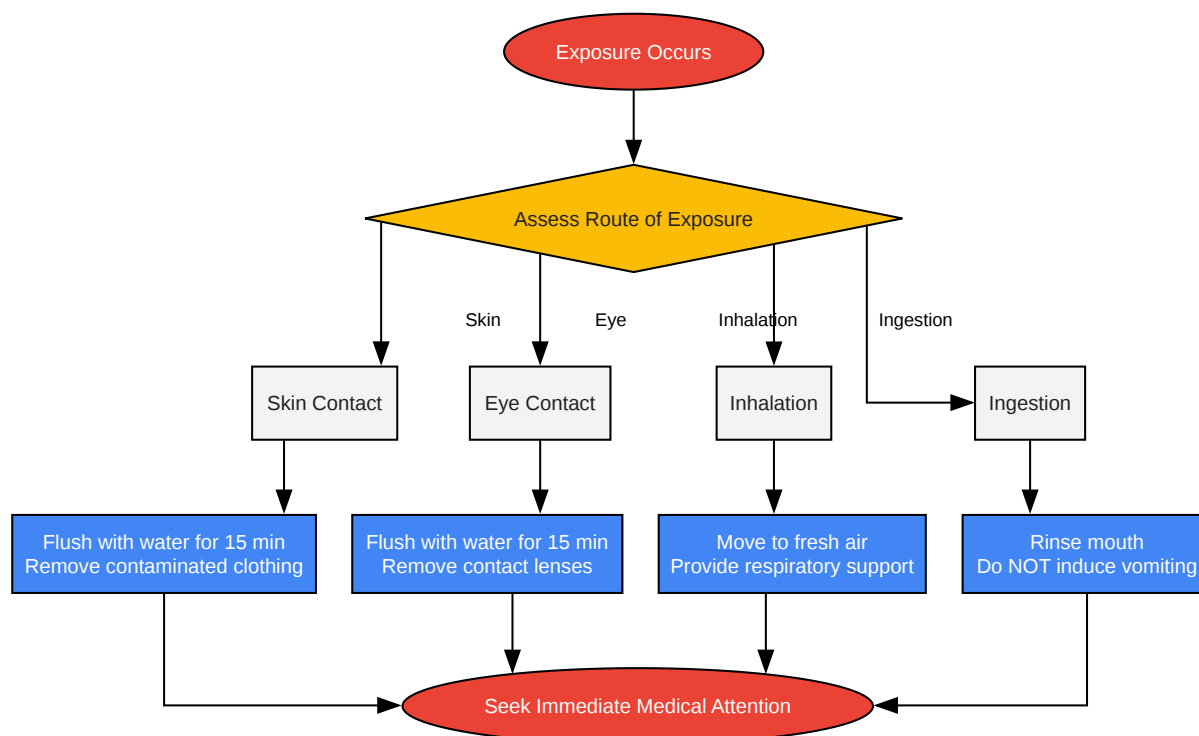 Exposure Occurs
Assess Route of Exposure
Skin
Eye
Inhalation
Ingestion
Skin Contact
Eye Contact
Inhalation
Ingestion
Flush with water for 15 min
Remove contaminated clothing
Flush with water for 15 min
Remove contact lenses
Move to fresh air
Provide respiratory support
Rinse mouth
Do NOT induce vomiting
Seek Immediate Medical Attention